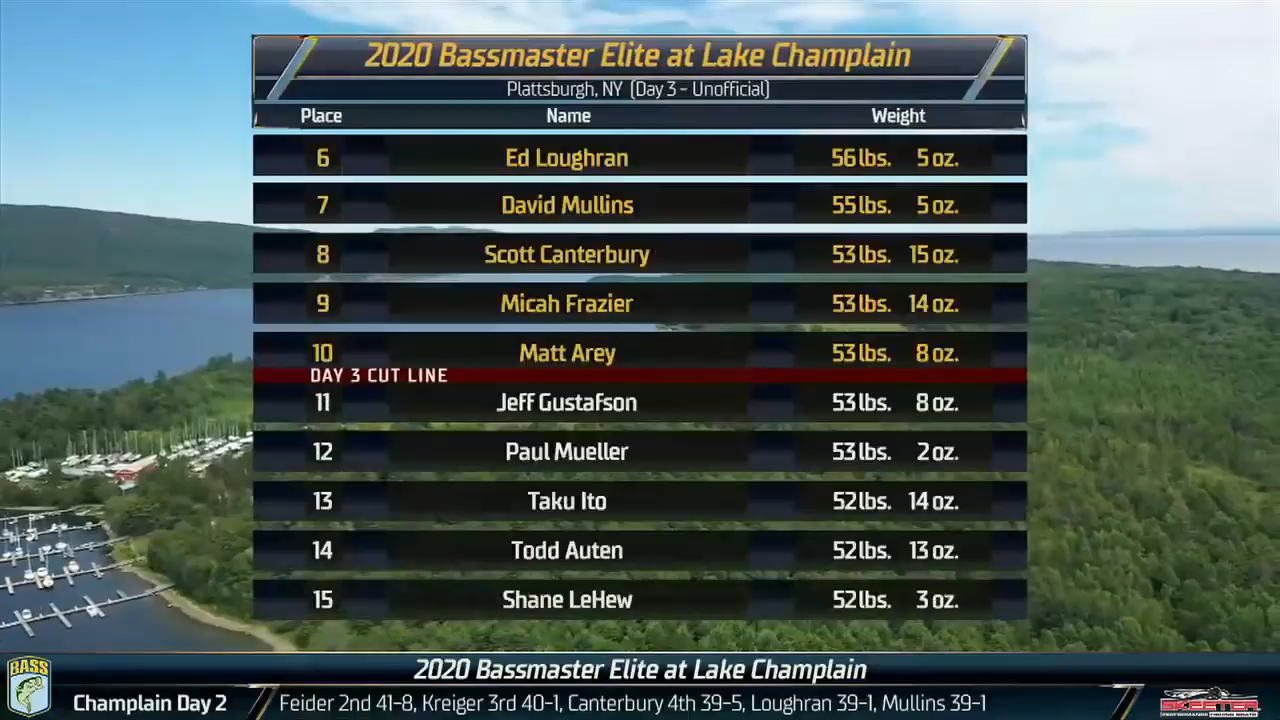 2020 Bassmaster Elite at Lake Champlain
Plattsburgh, NY (Day 3 - Unofficial)
Place Name Weight
6 Ed Loughran 56 lbs. 5 oz.
7 David Mullins 55 lbs. 5 oz.
8 Scott Canterbury 53 lbs. 15 oz.
9 Micah Frazier 53 lbs. 14 oz.
10 Matt Arey 53 lbs. 8 oz.
DAY 3 CUT LINE
11 Jeff Gustafson 53 lbs. 8 oz.
12 Paul Mueller 53 lbs. 2 oz.
13 Taku Ito 52 lbs. 14 oz.
14 Todd Auten 52 lbs. 13 oz.
15 Shane LeHew 52 lbs. 3 oz.
2020 Bassmaster Elite at Lake Champlain
BASS
Champlain Day 2 Feider 2nd 41-8, Kreiger 3rd 40-1, Canterbury 4th 39-5, Loughran 39-1, Mullins 39-1
SKEETER
PERFORMANCE FISHING BOATS